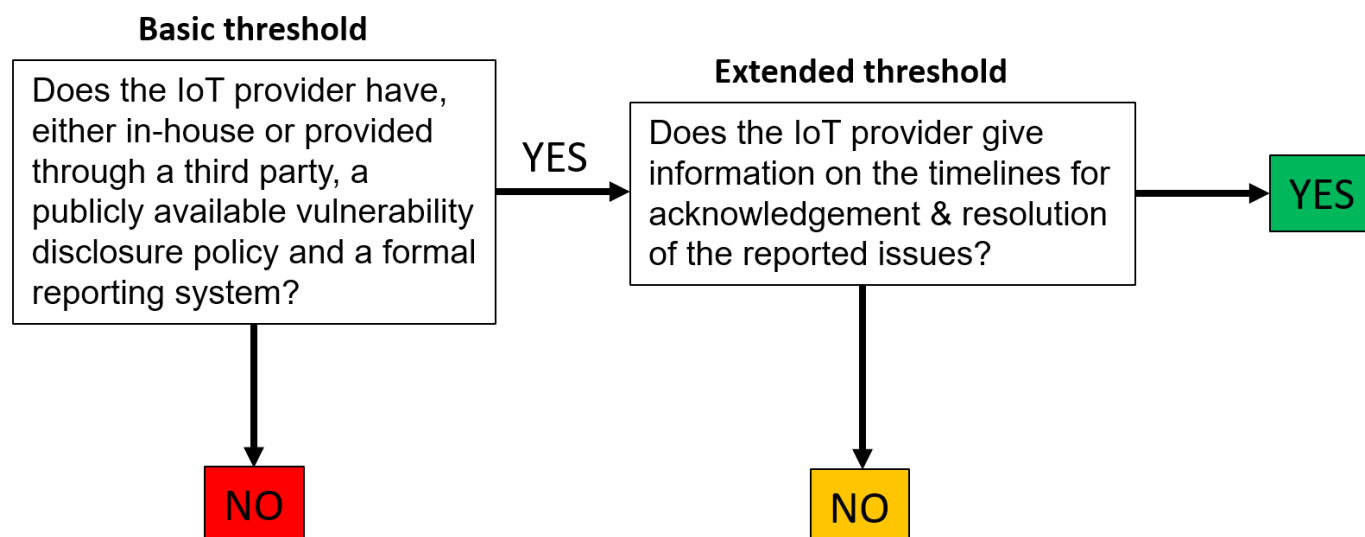 Basic threshold
Does the IoT provider have,
either in-house or provided
through a third party, a
publicly available vulnerability
disclosure policy and a formal
reporting system?
YES
Extended threshold
Does the IoT provider give
information on the timelines for
acknowledgement & resolution
of the reported issues?
YES
NO
NO